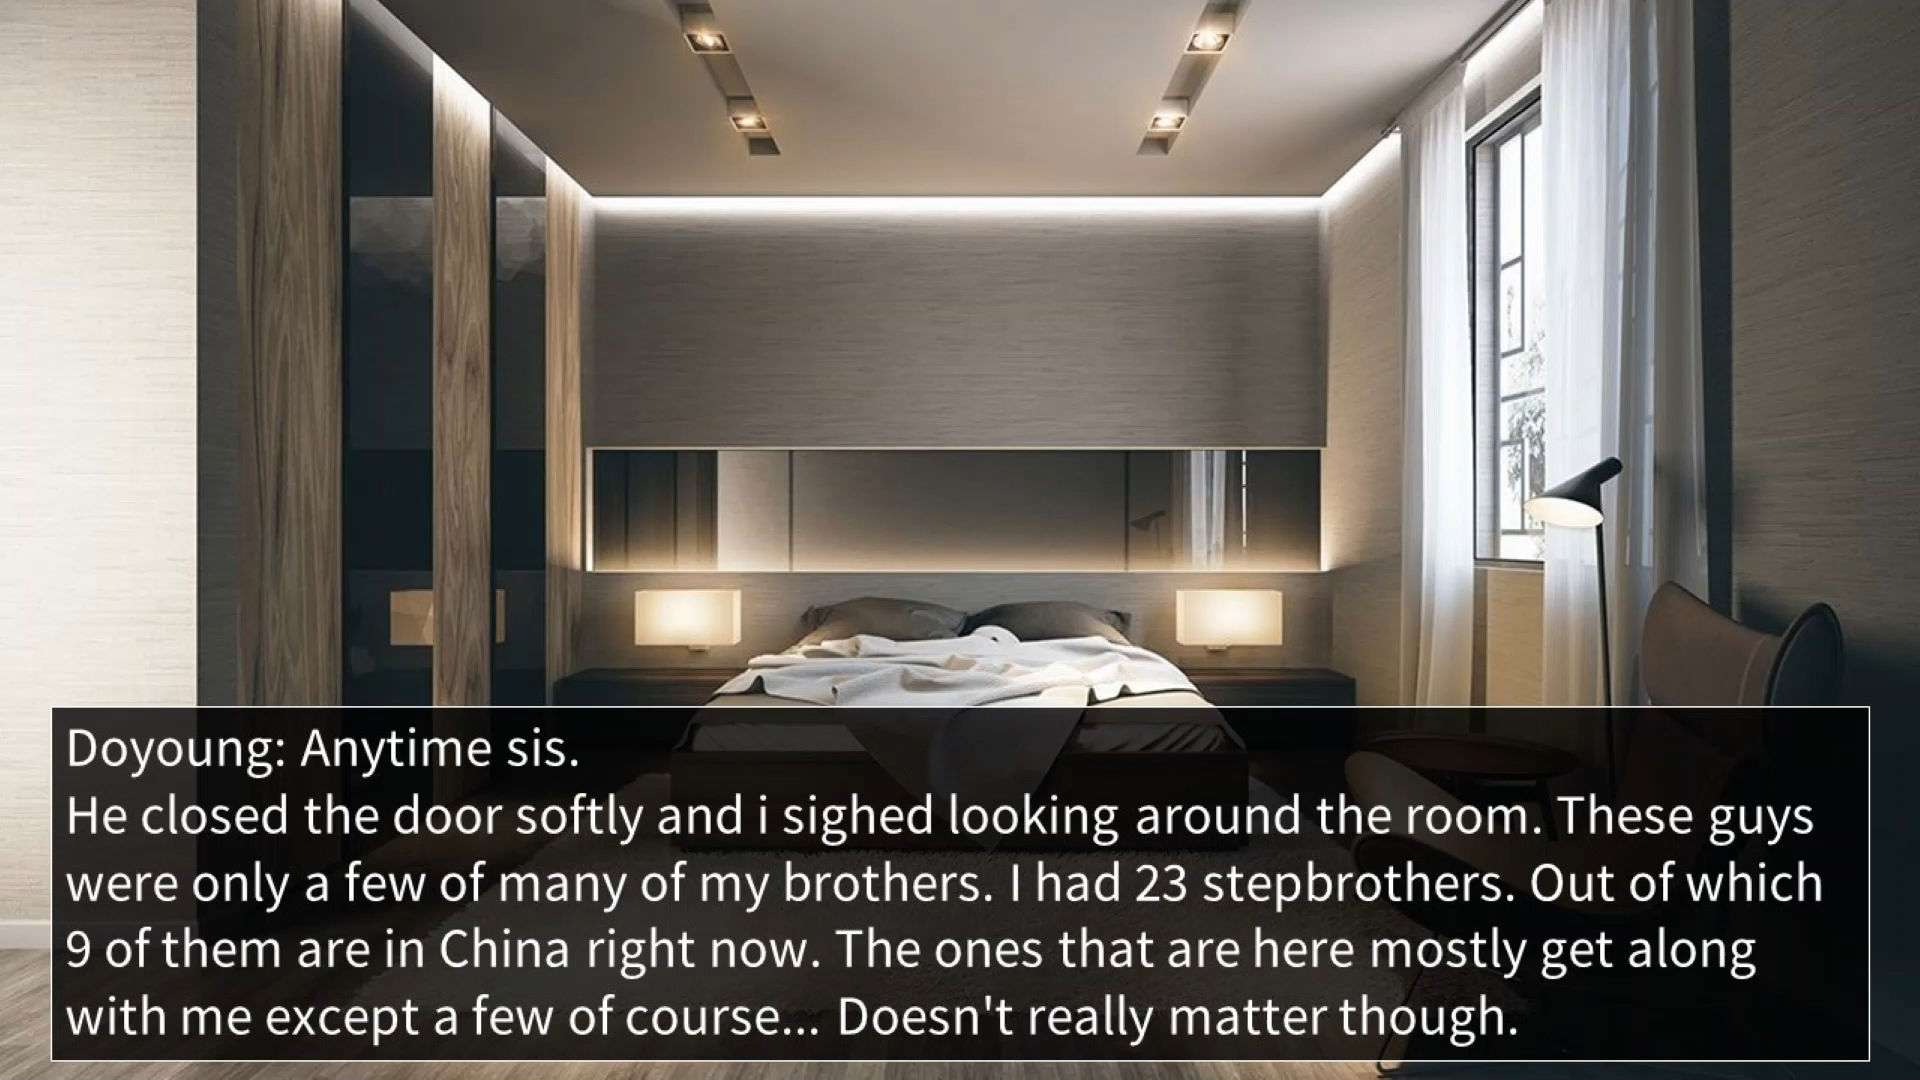 Doyoung: Anytime sis.
He closed the door softly and i sighed looking around the room. These guys
were only a few of many of my brothers. I had 23 stepbrothers. Out of which
9 of them are in China right now. The ones that are here mostly get along
with me except a few of course... Doesn't really matter though.